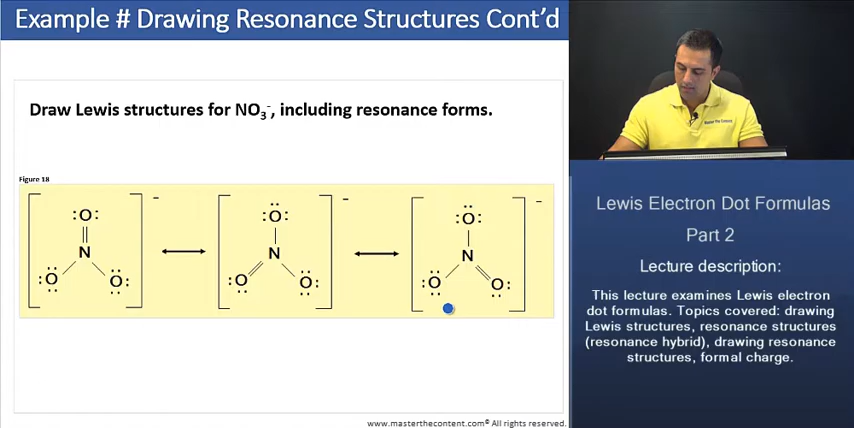 Example # Drawing Resonance Structures Cont'd
Draw Lewis structures for NO3-, including resonance forms.
Figure 18
:O: - :O: - :O: -
N N N
:O: :O: :O: :O: :O: O:
Lewis Electron Dot Formulas
Part 2
Lecture description:
This lecture examines Lewis electron
dot formulas. Topics covered: drawing
Lewis structures, resonance structures
(resonance hybrid), drawing resonance
structures, formal charge.
www.masterthecontent.com© All rights reserved.